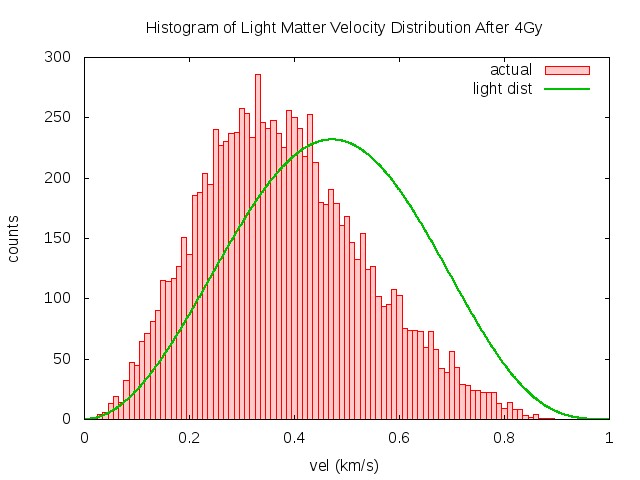 Histogram of Light Matter Velocity Distribution After 4Gy
300
250
200
150
100
50
0
counts
actual
light dist
0 0.2 0.4 0.6 0.8 1
vel (km/s)